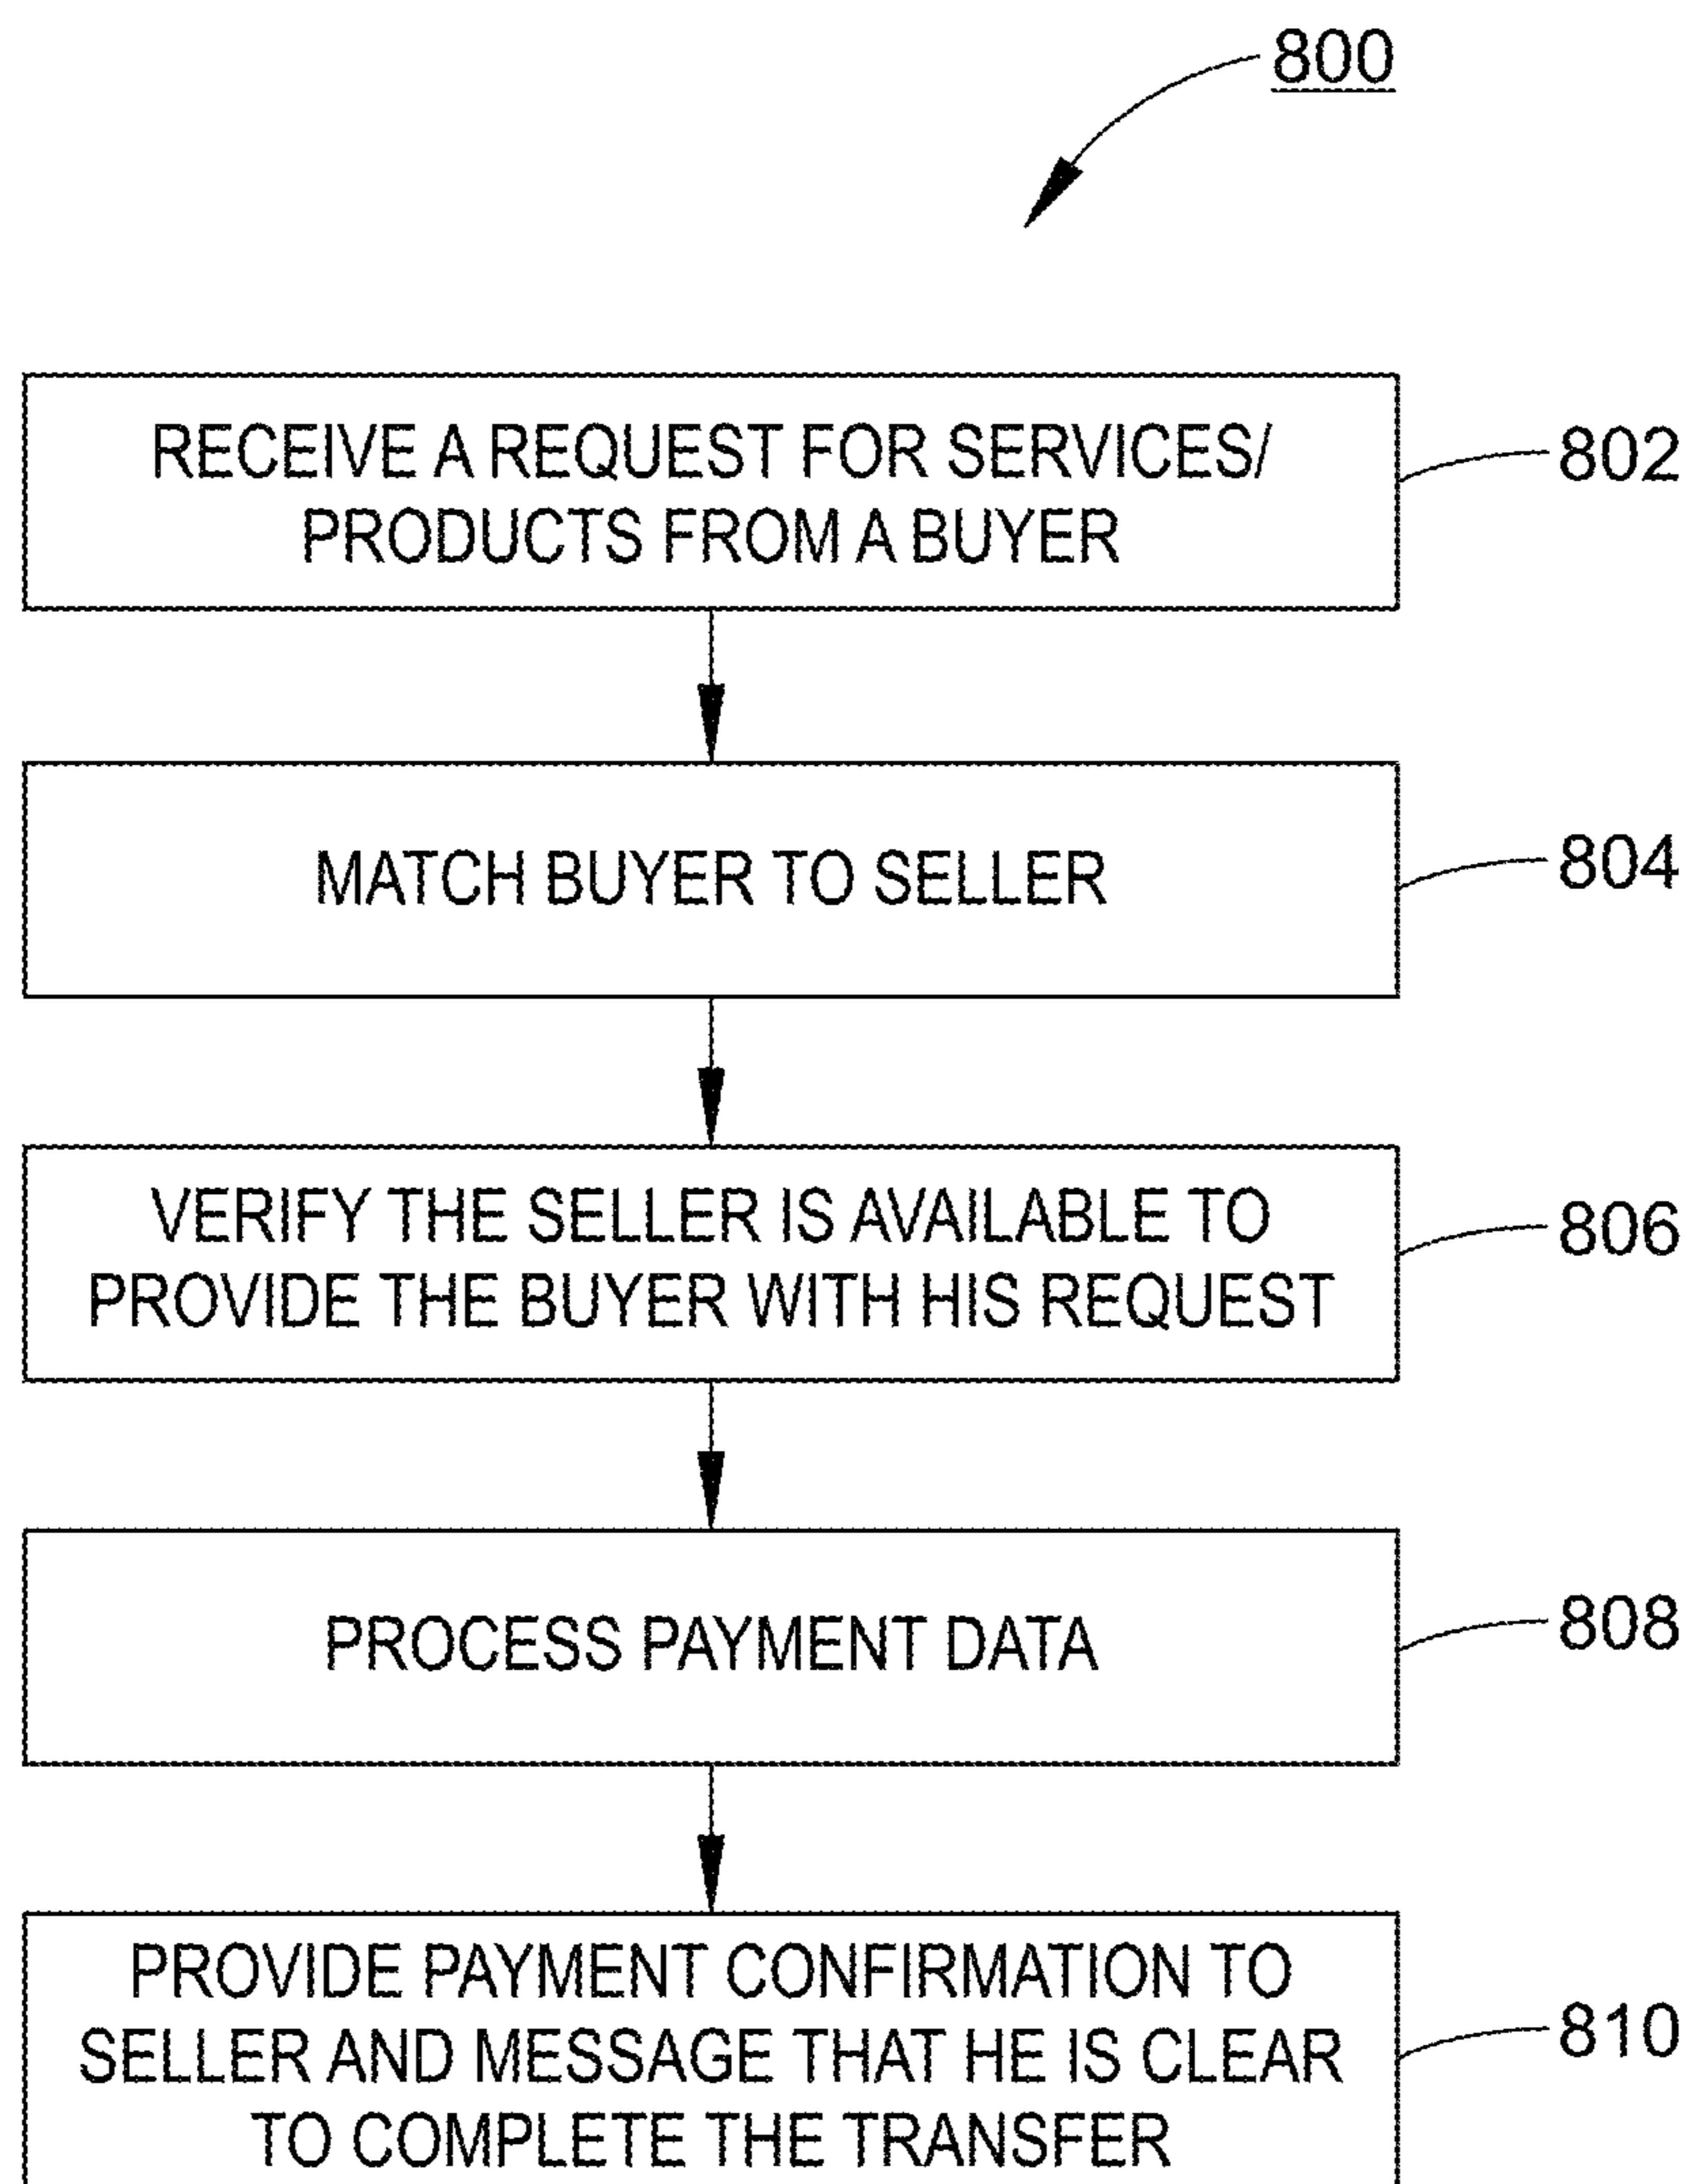 800
RECEIVE A REQUEST FOR SERVICES/
PRODUCTS FROM A BUYER
802
MATCH BUYER TO SELLER
804
VERIFY THE SELLER IS AVAILABLE TO
PROVIDE THE BUYER WITH HIS REQUEST
806
PROCESS PAYMENT DATA
808
PROVIDE PAYMENT CONFIRMATION TO
SELLER AND MESSAGE THAT HE IS CLEAR
TO COMPLETE THE TRANSFER
810